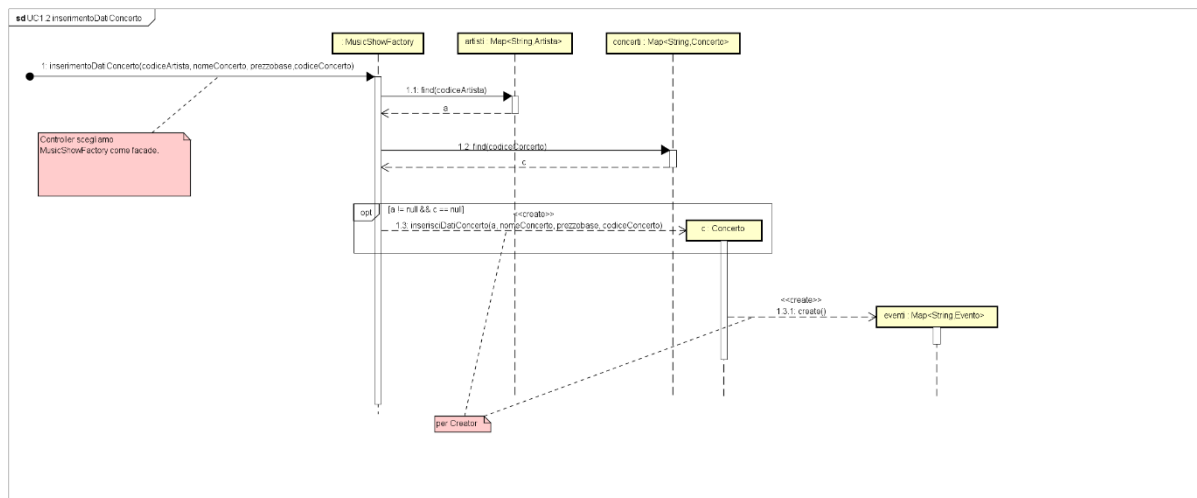 sd UC1.2 inserimentoDatiConcerto
: MusicShowFactory
artisti : Map<String,Artista>
concerti : Map<String,Concerto>
1: inserimentoDatiConcerto(codiceArtista, nomeConcerto, prezzobase,codiceConcerto)
1.1: find(codiceArtista)
a
Controller scegliamo
MusicShowFactory come facade.
1.2: find(codiceConcerto)
c
opt
[a != null && c == null]
<<create>>
1.3: inserisciDatiConcerto(a, nomeConcerto, prezzobase, codiceConcerto)
c : Concerto
<<create>>
1.3.1: create()
eventi : Map<String,Evento>
per Creator